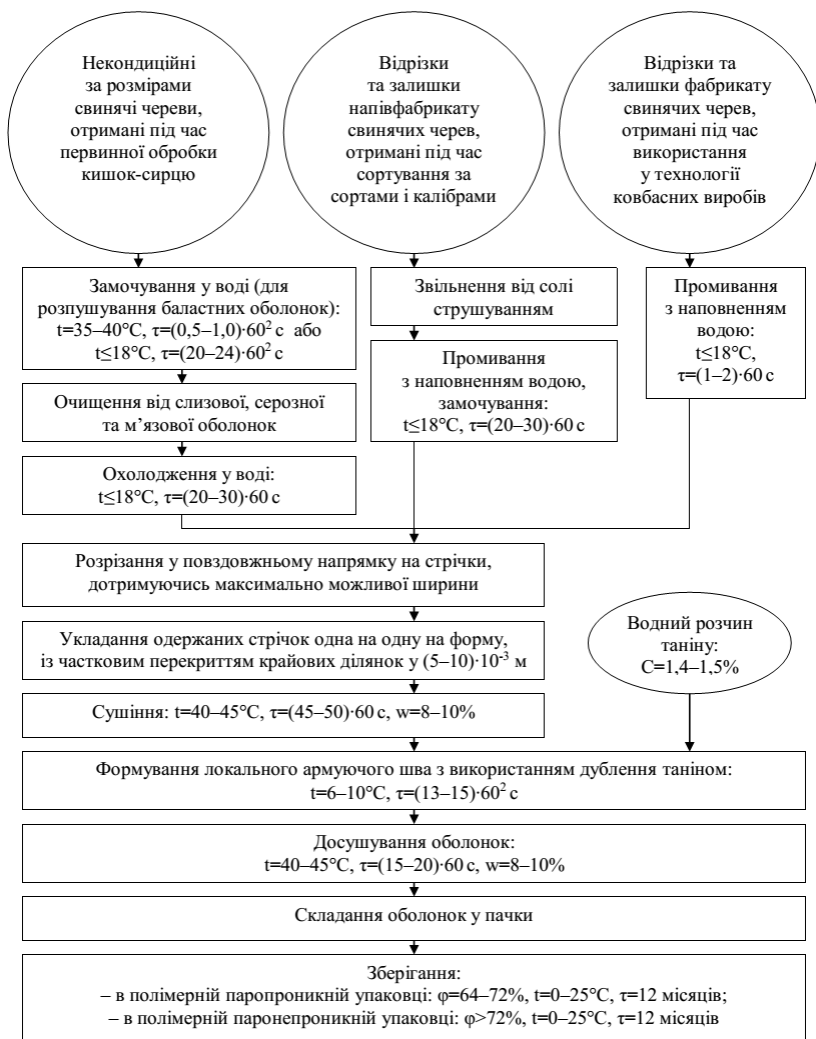 Некондиційні
за розмірами
свинячі череви,
отримані під час
первинної обробки
кишок-сирцю
Відрізки
та залишки
напівфабрикату
свинячих черев,
отримані під час
сортування за
сортами і калібрами
Відрізки та
залишки фабрикату
свинячих черев,
отримані під час
використання
у технології
ковбасних виробів
Замочування у воді (для
розпушування баластних оболонок):
t=35–40°С, τ=(0,5–1,0)·60² с або
t≤18°С, τ=(20–24)·60² с
Очищення від слизової, серозної
та м’язової оболонок
Охолодження у воді:
t≤18°С, τ=(20–30)·60 с
Звільнення від солі
струшуванням
Промивання
з наповненням водою,
замочування:
t≤18°С, τ=(20–30)·60 с
Промивання
з наповненням
водою:
t≤18°С,
τ=(1–2)·60 с
Розрізання у повздовжньому напрямку на стрічки,
дотримуючись максимально можливої ширини
Укладання одержаних стрічок одна на одну на форму,
із частковим перекриттям крайових ділянок у (5–10)·10⁻³ м
Сушіння: t=40–45°С, τ=(45–50)·60 с, w=8–10%
Водний розчин
таніну:
С=1,4–1,5%
Формування локального армуючого шва з використанням дублення таніном:
t=6–10°С, τ=(13–15)·60² с
Досушування оболонок:
t=40–45°С, τ=(15–20)·60 с, w=8–10%
Складання оболонок у пачки
Зберігання:
– в полімерній паропроникній упаковці: φ=64–72%, t=0–25°С, τ=12 місяців;
– в полімерній паронепроникній упаковці: φ>72%, t=0–25°С, τ=12 місяців